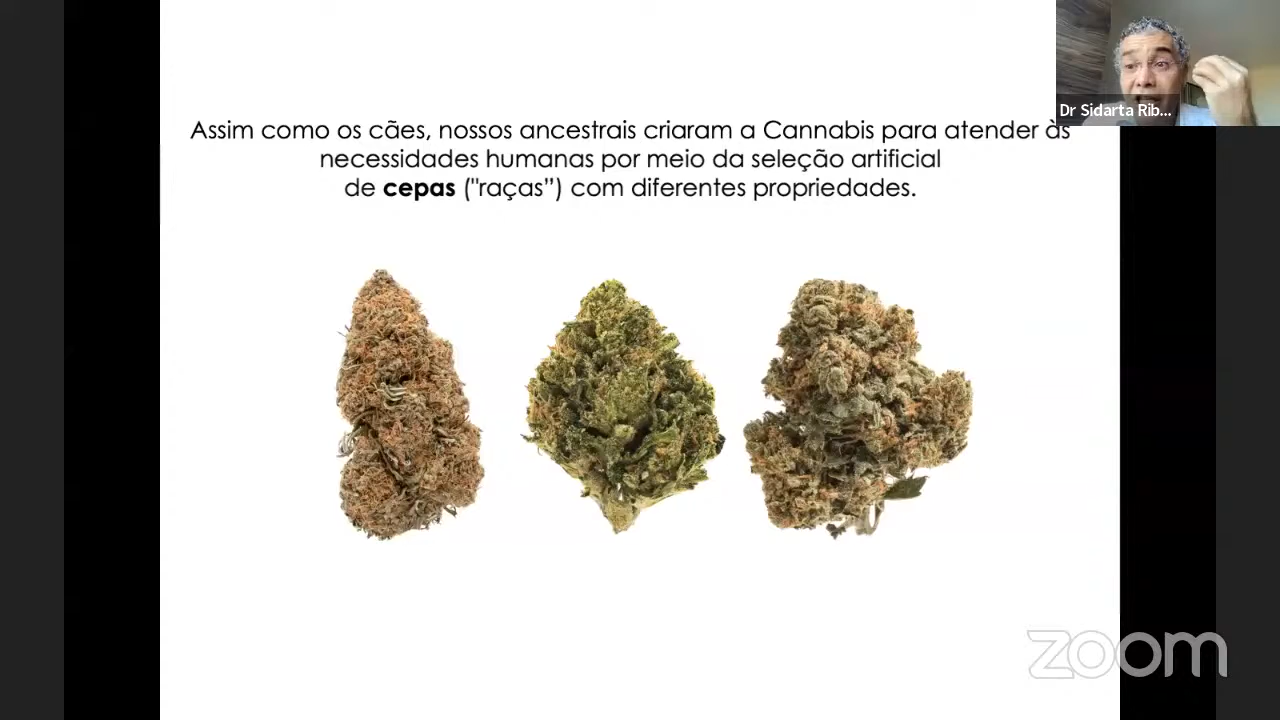 Dr Sidarta Rib...
Assim como os cães, nossos ancestrais criaram a Cannabis para atender às
necessidades humanas por meio da seleção artificial
de cepas ("raças”) com diferentes propriedades.
zoom